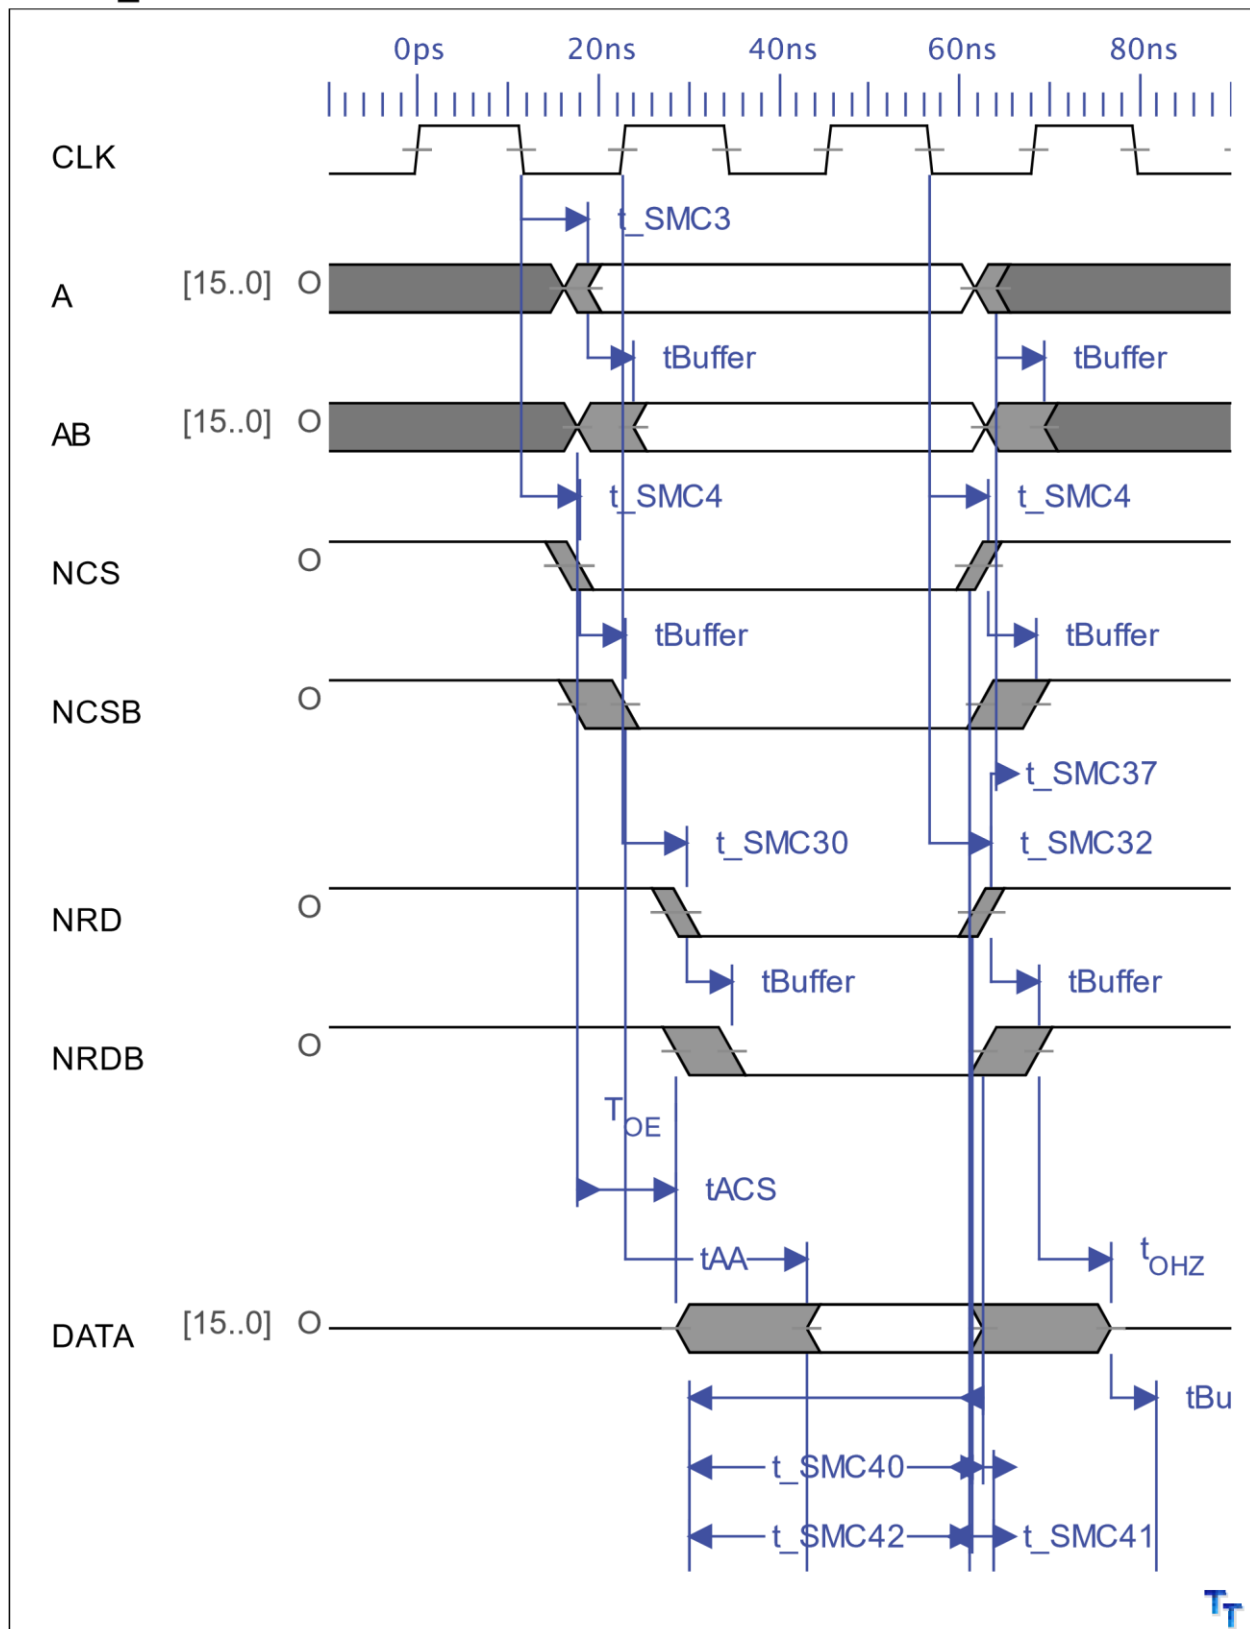 0ps 20ns 40ns 60ns 80ns
CLK
t_SMC3
A [15..0] O
tBuffer tBuffer
AB [15..0] O
t_SMC4 t_SMC4
NCS O
tBuffer tBuffer
NCSB O
t_SMC37
t_SMC30 t_SMC32
NRD O
tBuffer tBuffer
NRDB O
TOE
tACS
tAA tOHZ
DATA [15..0] O
tBu
t_SMC40
t_SMC42 t_SMC41
TT